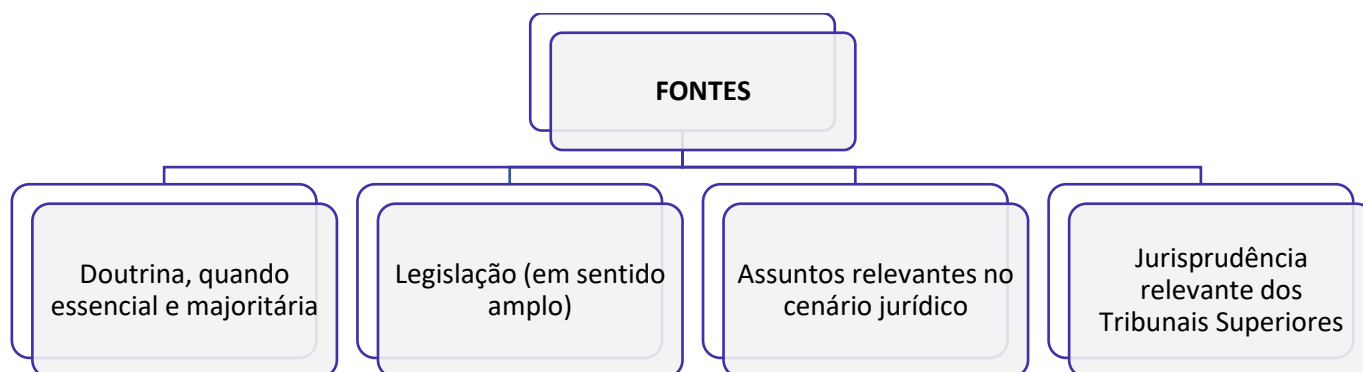 FONTES
Doutrina, quando
essencial e majoritária
Legislação (em sentido
amplo)
Assuntos relevantes no
cenário jurídico
Jurisprudência
relevante dos
Tribunais Superiores